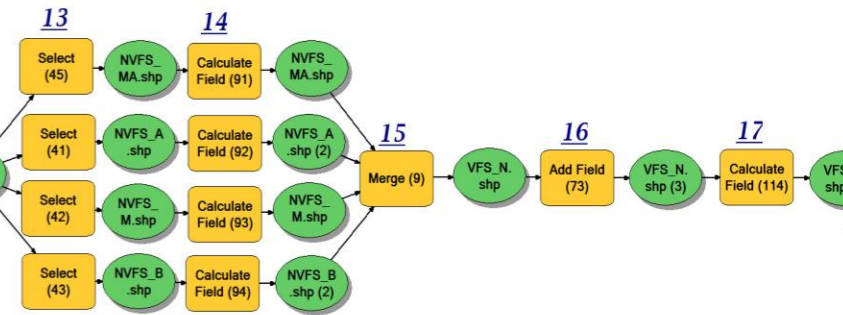 13
14
Select
(45)
NVFS_
MA.shp
Calculate
Field (91)
NVFS_
MA.shp
Select
(41)
NVFS_A
.shp
Calculate
Field (92)
NVFS_A
.shp (2)
15
Merge (9)
VFS_N.
shp
16
Add Field
(73)
VFS_N.
shp (3)
17
Calculate
Field (114)
VFS
shp
Select
(42)
NVFS_
M.shp
Calculate
Field (93)
NVFS_
M.shp
Select
(43)
NVFS_B
.shp
Calculate
Field (94)
NVFS_B
.shp (2)